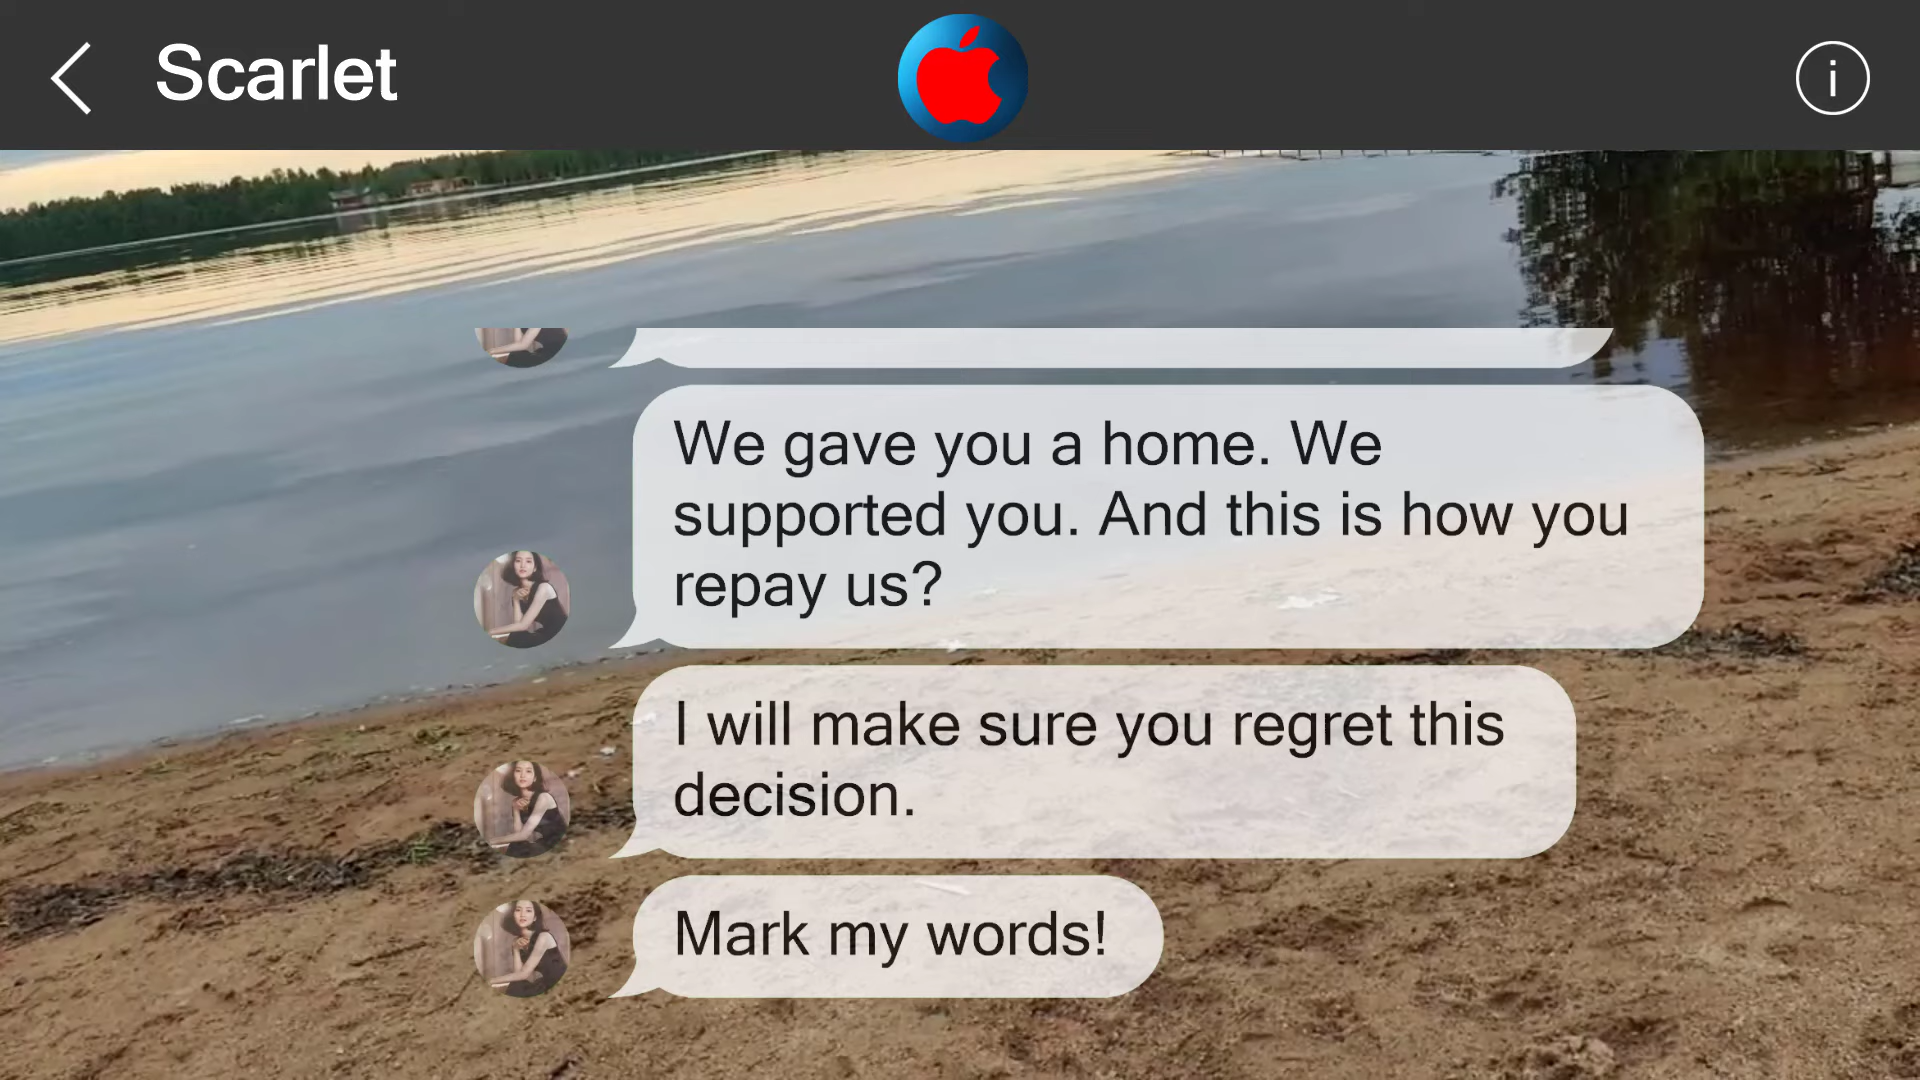 Scarlet
We gave you a home. We
supported you. And this is how you
repay us?
I will make sure you regret this
decision.
Mark my words!